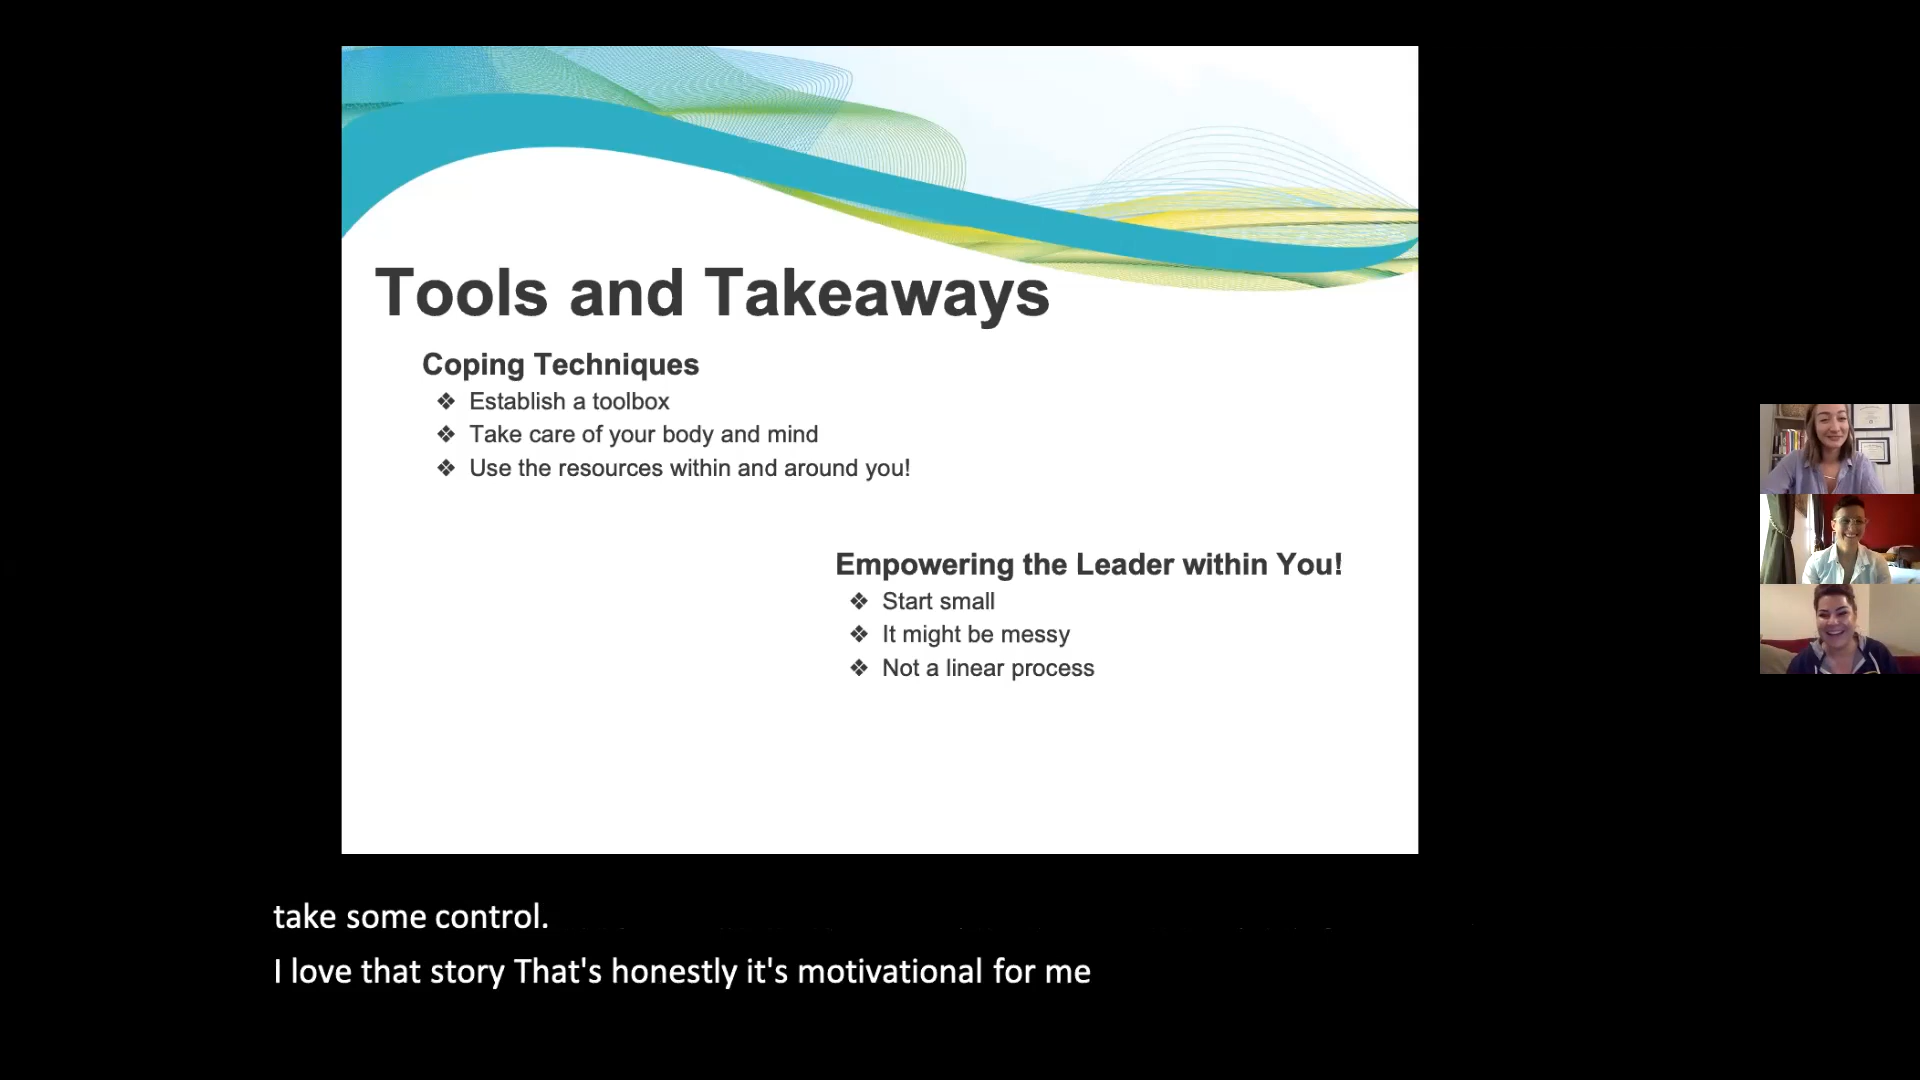 Tools and Takeaways
Coping Techniques
❖ Establish a toolbox
❖ Take care of your body and mind
❖ Use the resources within and around you!
Empowering the Leader within You!
❖ Start small
❖ It might be messy
❖ Not a linear process
take some control.
I love that story That's honestly it's motivational for me